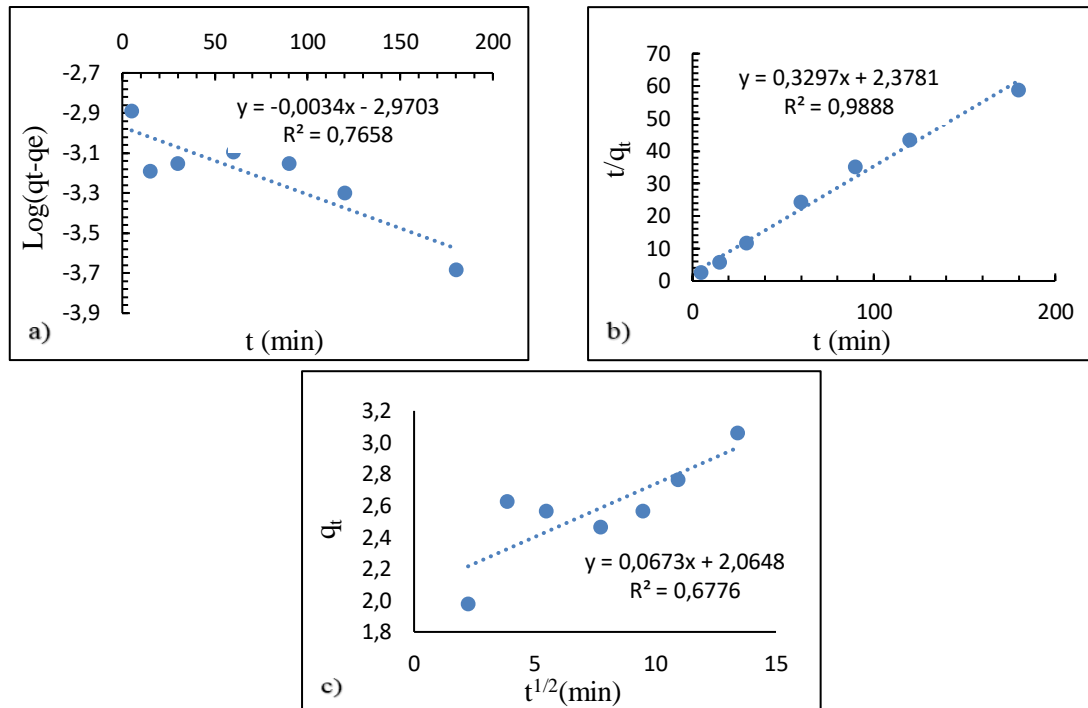 0 50 100 150 200
-2,7
-2,9
-3,1
-3,3
-3,5
-3,7
-3,9
Log(qt-qe)
y = -0,0034x - 2,9703
R² = 0,7658
a)
t (min)
70
60
50
40
30
20
10
0
t/qt
y = 0,3297x + 2,3781
R² = 0,9888
0 100 200
b)
t (min)
3,2
3,0
2,8
2,6
2,4
2,2
2,0
1,8
qt
y = 0,0673x + 2,0648
R² = 0,6776
0 5 10 15
c)
t1/2(min)